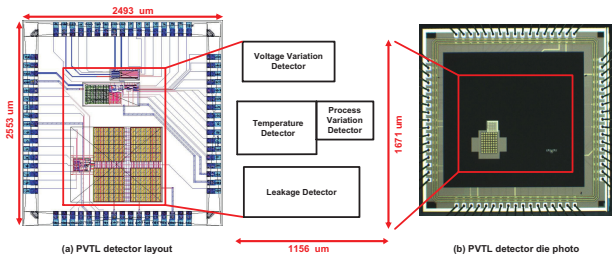 2493 um
2553 um
Voltage Variation
Detector
Temperature
Detector
Process
Variation
Detector
Leakage Detector
1671 um
1156 um
(a) PVTL detector layout
(b) PVTL detector die photo